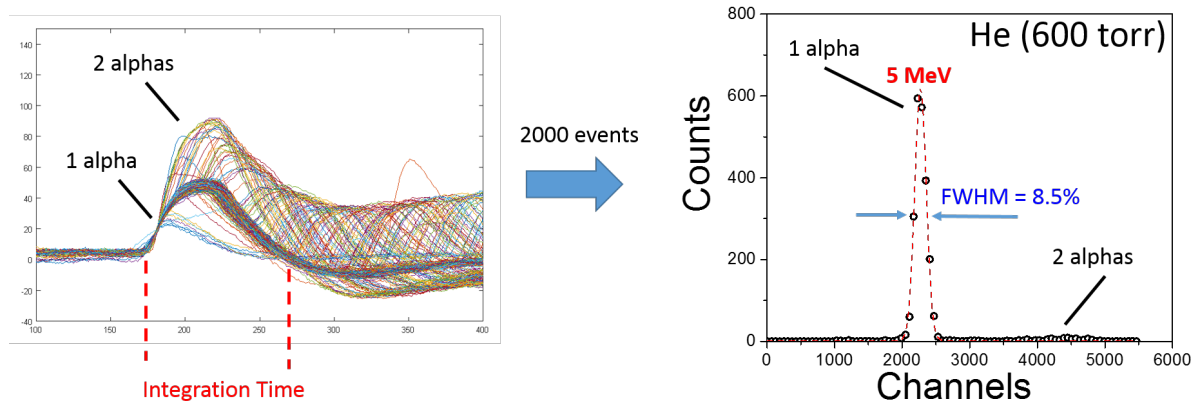 140
120
100
80
60
40
20
0
-20
-40
100
150
200
250
300
350
400
2 alphas
1 alpha
Integration Time
2000 events
He (600 torr)
1 alpha
5 MeV
FWHM = 8.5%
2 alphas
Counts
800
600
400
200
0
0
1000
2000
3000
4000
5000
6000
Channels